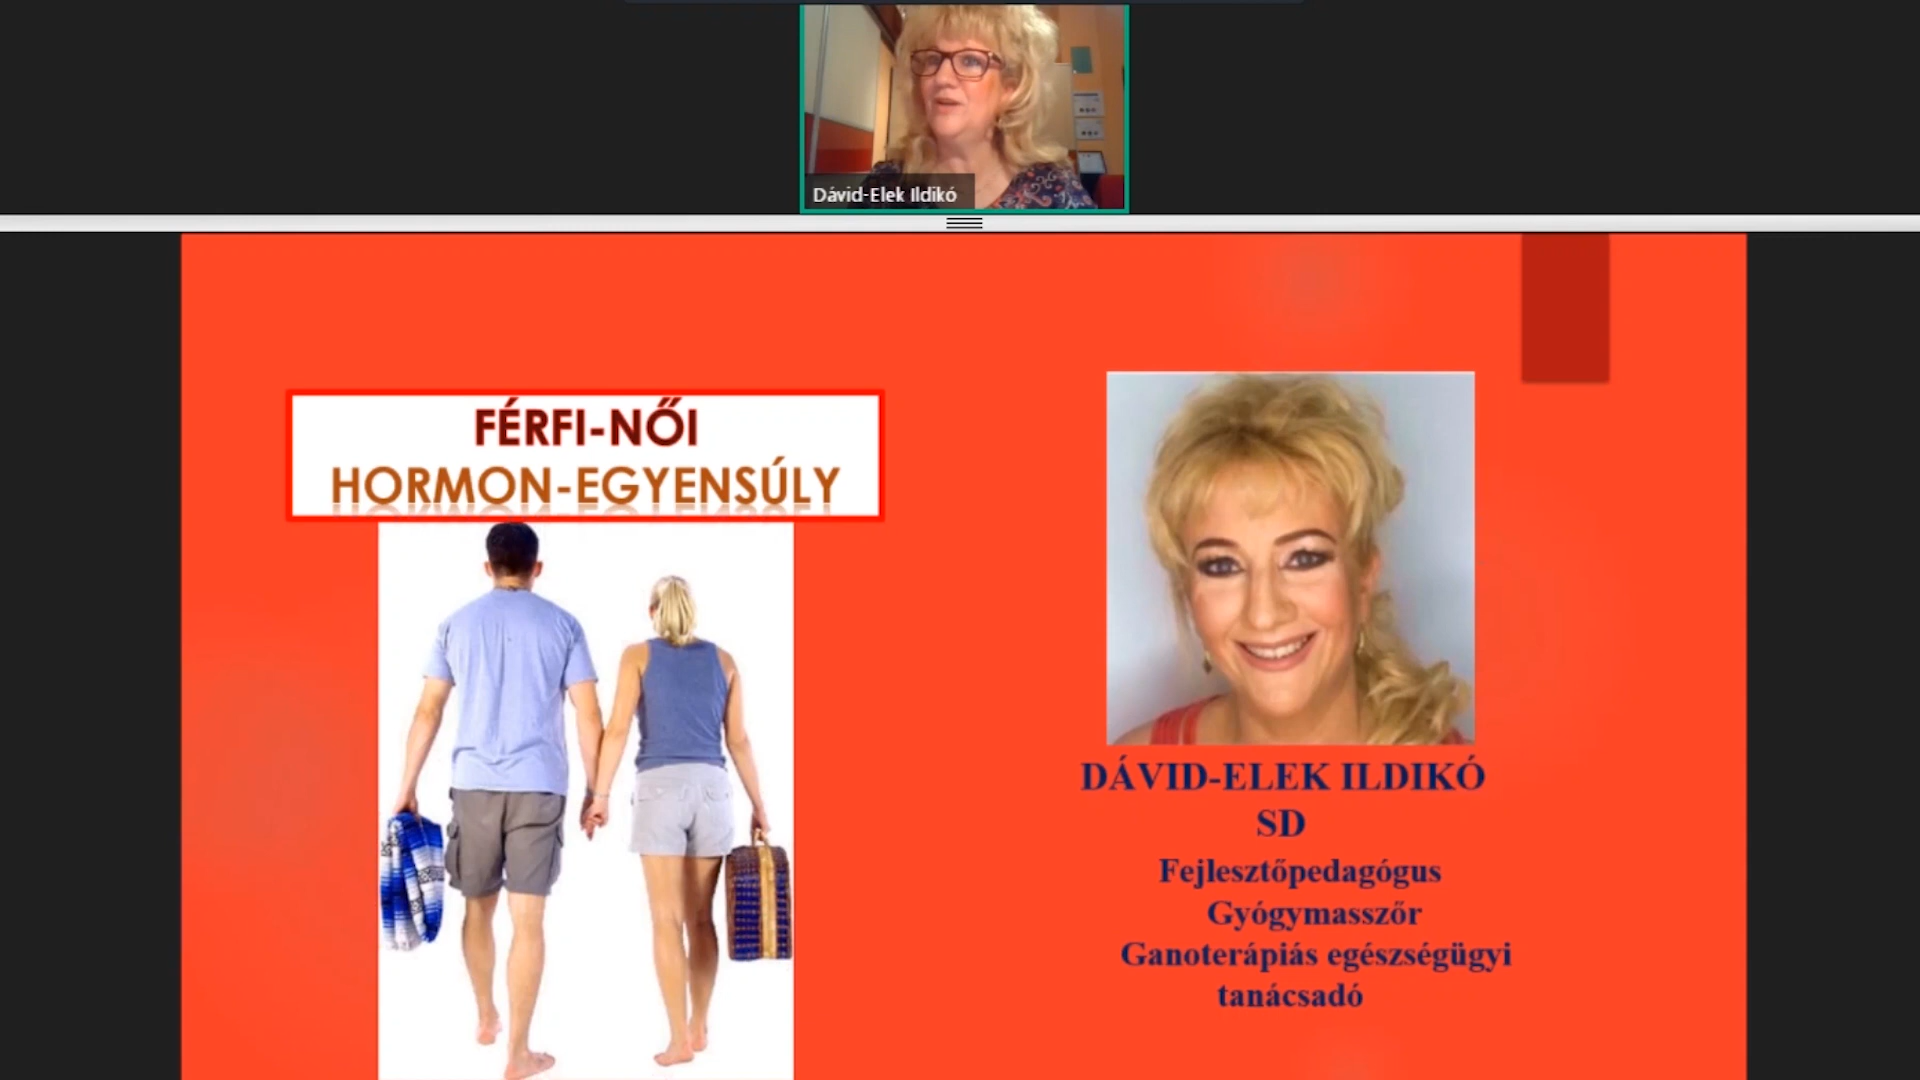 Dávid-Elek Ildikó
FÉRFI-NŐI
HORMON-EGYENSÚLY
DÁVID-ELEK ILDIKÓ
SD
Fejlesztőpedagógus
Gyógymasszőr
Ganoterápiás egészségügyi
tanácsadó